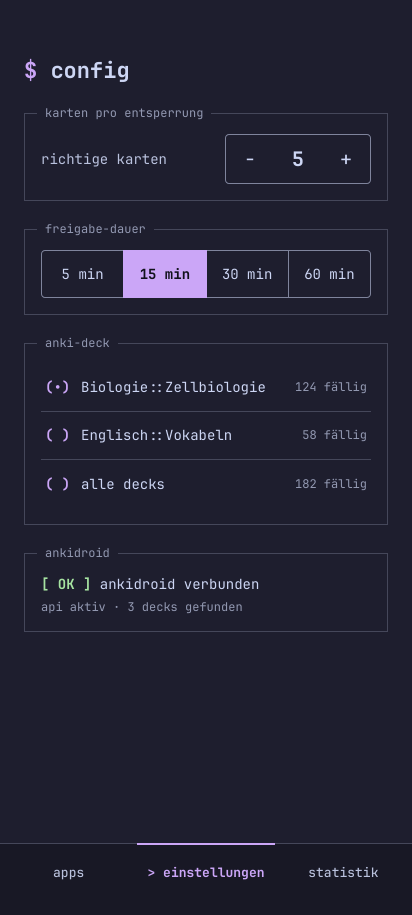 $ config
karten pro entsperrung
richtige karten - 5 +
freigabe-dauer
5 min 15 min 30 min 60 min
anki-deck
(•) Biologie::Zellbiologie 124 fällig
( ) Englisch::Vokabeln 58 fällig
( ) alle decks 182 fällig
ankidroid
[ OK ] ankidroid verbunden
api aktiv · 3 decks gefunden
apps > einstellungen statistik